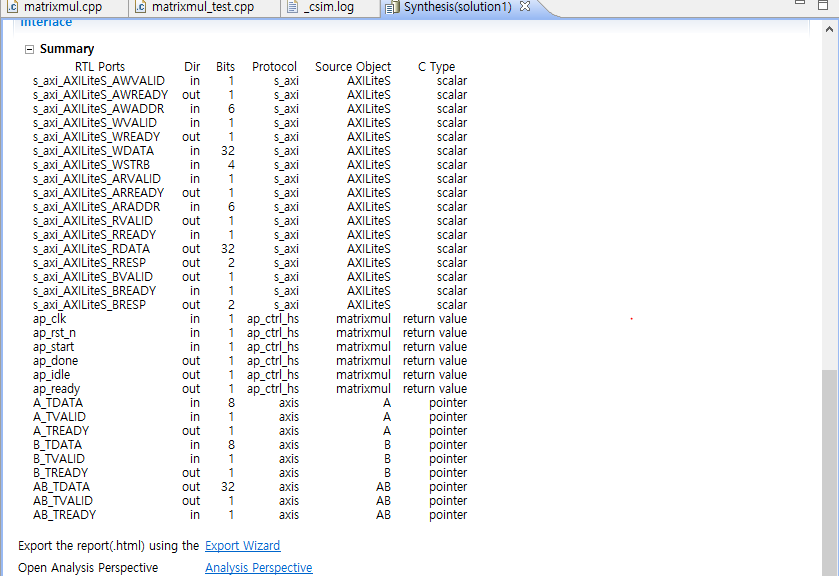 matrixmul.cpp matrixmul_test.cpp _csim.log Synthesis(solution1)
Interface
Summary
RTL Ports Dir Bits Protocol Source Object C Type
s_axi_AXILiteS_AWVALID in 1 s_axi AXILiteS scalar
s_axi_AXILiteS_AWREADY out 1 s_axi AXILiteS scalar
s_axi_AXILiteS_AWADDR in 6 s_axi AXILiteS scalar
s_axi_AXILiteS_WVALID in 1 s_axi AXILiteS scalar
s_axi_AXILiteS_WREADY out 1 s_axi AXILiteS scalar
s_axi_AXILiteS_WDATA in 32 s_axi AXILiteS scalar
s_axi_AXILiteS_WSTRB in 4 s_axi AXILiteS scalar
s_axi_AXILiteS_ARVALID in 1 s_axi AXILiteS scalar
s_axi_AXILiteS_ARREADY out 1 s_axi AXILiteS scalar
s_axi_AXILiteS_ARADDR in 6 s_axi AXILiteS scalar
s_axi_AXILiteS_RVALID out 1 s_axi AXILiteS scalar
s_axi_AXILiteS_RREADY in 1 s_axi AXILiteS scalar
s_axi_AXILiteS_RDATA out 32 s_axi AXILiteS scalar
s_axi_AXILiteS_RRESP out 2 s_axi AXILiteS scalar
s_axi_AXILiteS_BVALID out 1 s_axi AXILiteS scalar
s_axi_AXILiteS_BREADY in 1 s_axi AXILiteS scalar
s_axi_AXILiteS_BRESP out 2 s_axi AXILiteS scalar
ap_clk in 1 ap_ctrl_hs matrixmul return value
ap_rst_n in 1 ap_ctrl_hs matrixmul return value
ap_start in 1 ap_ctrl_hs matrixmul return value
ap_done out 1 ap_ctrl_hs matrixmul return value
ap_idle out 1 ap_ctrl_hs matrixmul return value
ap_ready out 1 ap_ctrl_hs matrixmul return value
A_TDATA in 8 axis A pointer
A_TVALID in 1 axis A pointer
A_TREADY out 1 axis A pointer
B_TDATA in 8 axis B pointer
B_TVALID in 1 axis B pointer
B_TREADY out 1 axis B pointer
AB_TDATA out 32 axis AB pointer
AB_TVALID out 1 axis AB pointer
AB_TREADY in 1 axis AB pointer
Export the report(.html) using the Export Wizard
Open Analysis Perspective Analysis Perspective